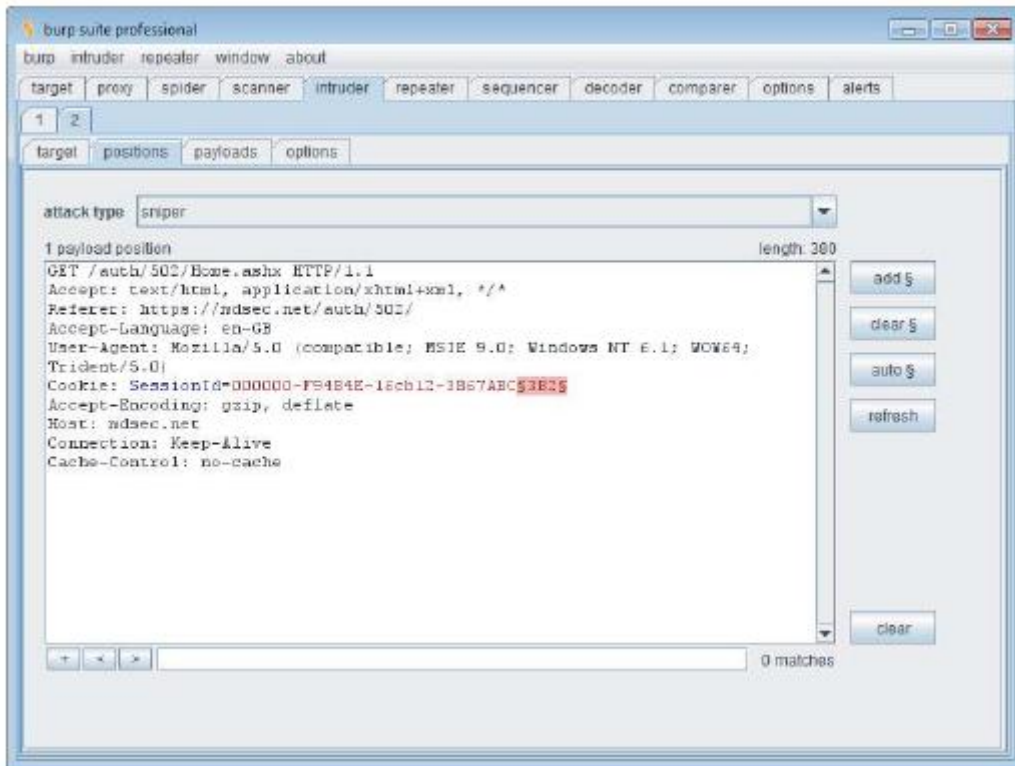 burp suite professional
burp intruder repeater window about
target proxy spider scanner intruder repeater sequencer decoder comparer options alerts
1 2
target positions payloads options
attack type sniper
1 payload position length: 380
GET /auth/502/Home.ashx HTTP/1.1
Accept: text/html, application/xhtml+xml, */*
Referer: https://mdsec.net/auth/502/
Accept-Language: en-GB
User-Agent: Mozilla/5.0 (compatible; MSIE 9.0; Windows NT 6.1; WOW64;
Trident/5.0)
Cookie: SessionId=000000-F94B4E-16cb12-3B67ABC§3B2§
Accept-Encoding: gzip, deflate
Host: mdsec.net
Connection: Keep-Alive
Cache-Control: no-cache
add §
clear §
auto §
refresh
clear
+ < > 0 matches